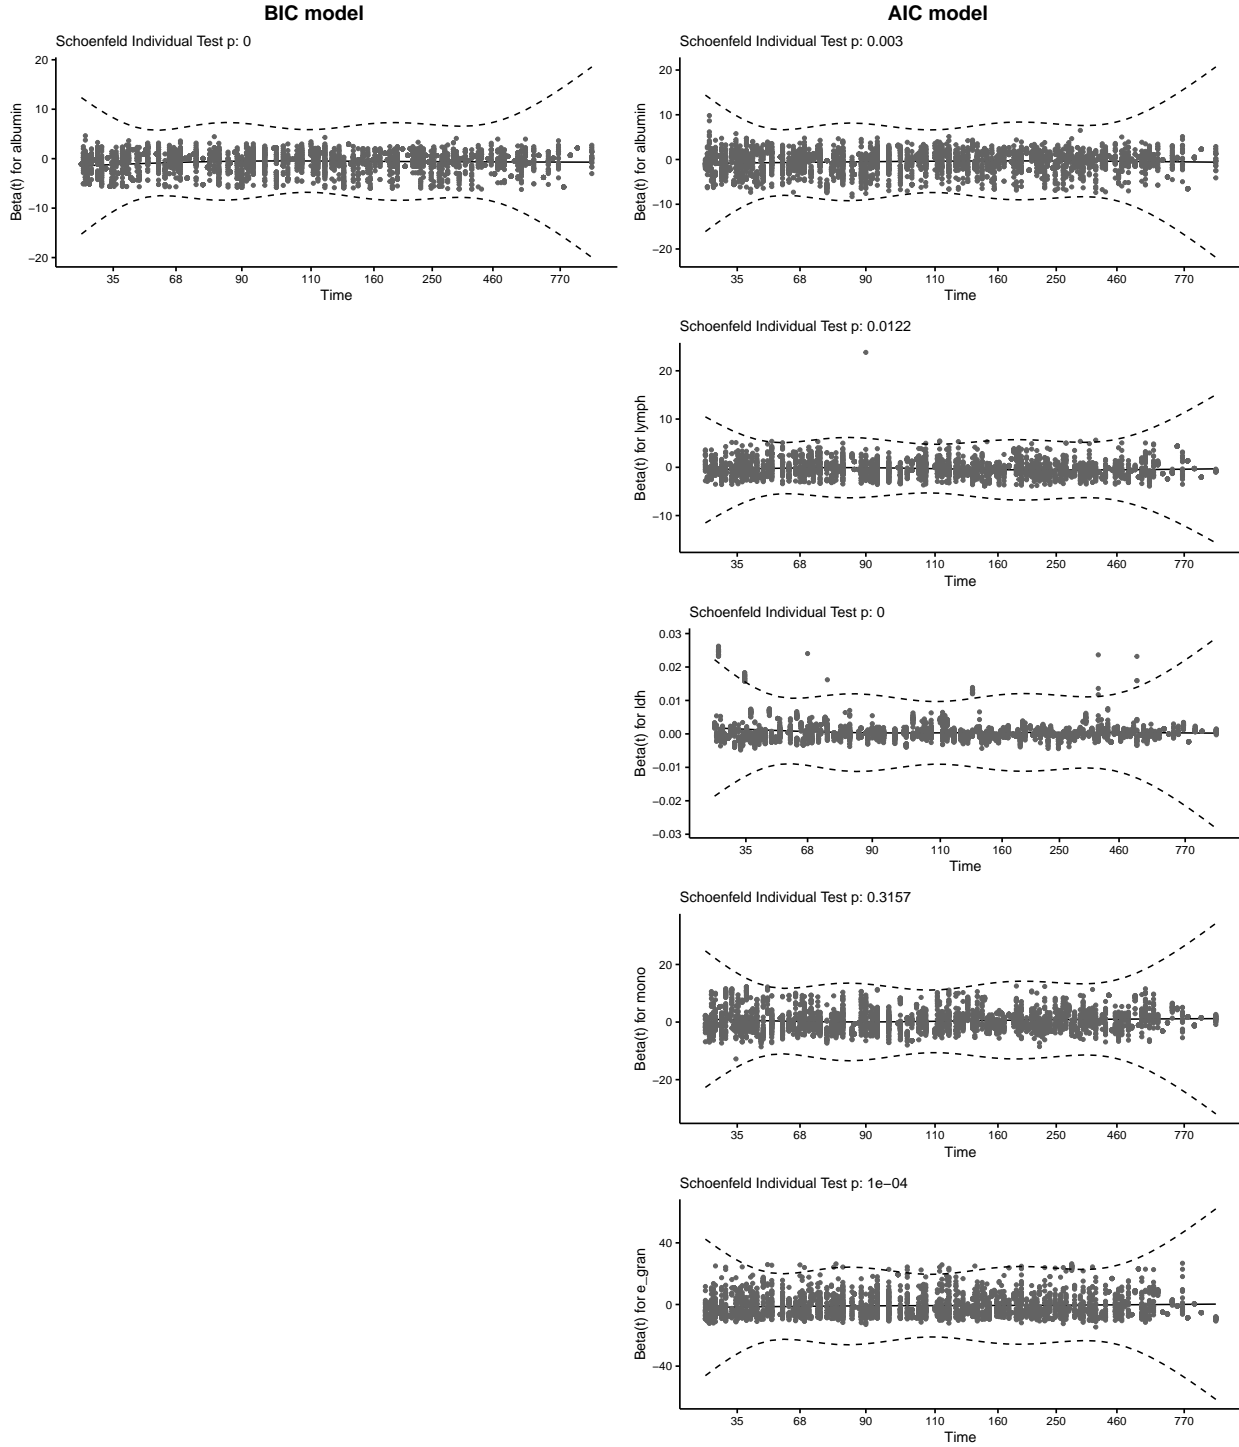 BIC model
AIC model
Schoenfeld Individual Test p: 0
Beta(t) for albumin
20
10
0
−10
−20
35 68 90 110 160 250 460 770
Time
Schoenfeld Individual Test p: 0.003
Beta(t) for albumin
20
10
0
−10
−20
35 68 90 110 160 250 460 770
Time
Schoenfeld Individual Test p: 0.0122
Beta(t) for lymph
20
10
0
−10
35 68 90 110 160 250 460 770
Time
Schoenfeld Individual Test p: 0
Beta(t) for ldh
0.03
0.02
0.01
0.00
−0.01
−0.02
−0.03
35 68 90 110 160 250 460 770
Time
Schoenfeld Individual Test p: 0.3157
Beta(t) for mono
20
0
−20
35 68 90 110 160 250 460 770
Time
Schoenfeld Individual Test p: 1e−04
Beta(t) for e_gran
40
0
−40
35 68 90 110 160 250 460 770
Time